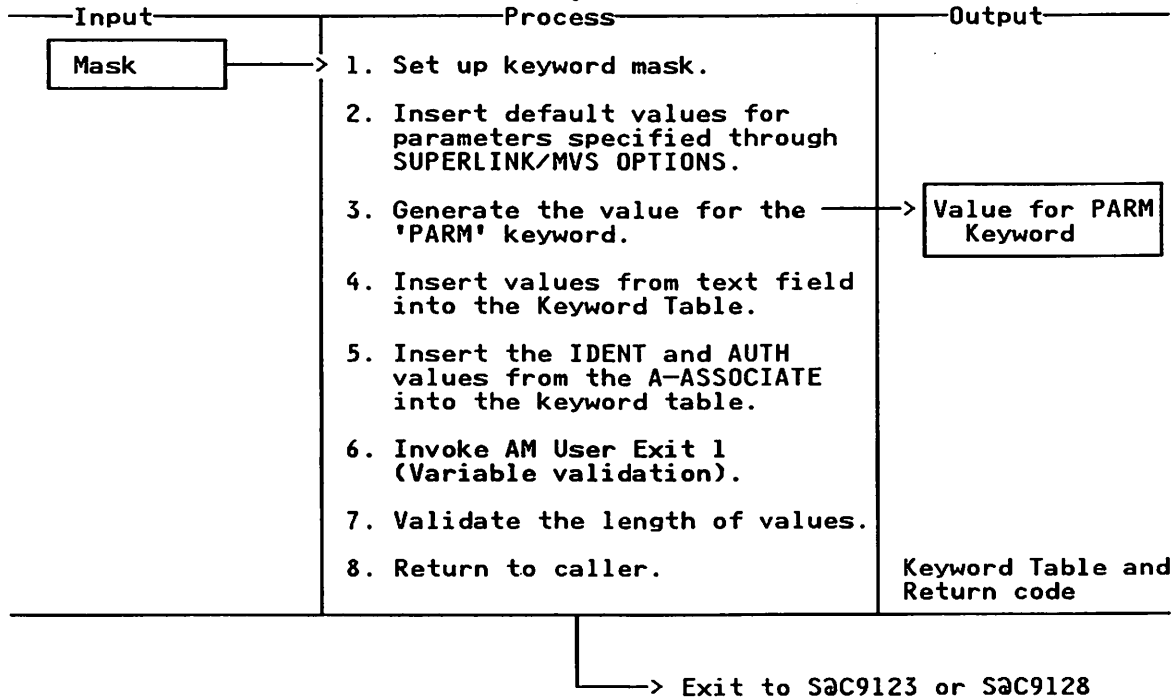 Input
Process
Output
Mask
1. Set up keyword mask.
2. Insert default values for
parameters specified through
SUPERLINK/MVS OPTIONS.
3. Generate the value for the
'PARM' keyword.
Value for PARM
Keyword
4. Insert values from text field
into the Keyword Table.
5. Insert the IDENT and AUTH
values from the A-ASSOCIATE
into the keyword table.
6. Invoke AM User Exit 1
(Variable validation).
7. Validate the length of values.
8. Return to caller.
Keyword Table and
Return code
Exit to S@C9123 or S@C9128